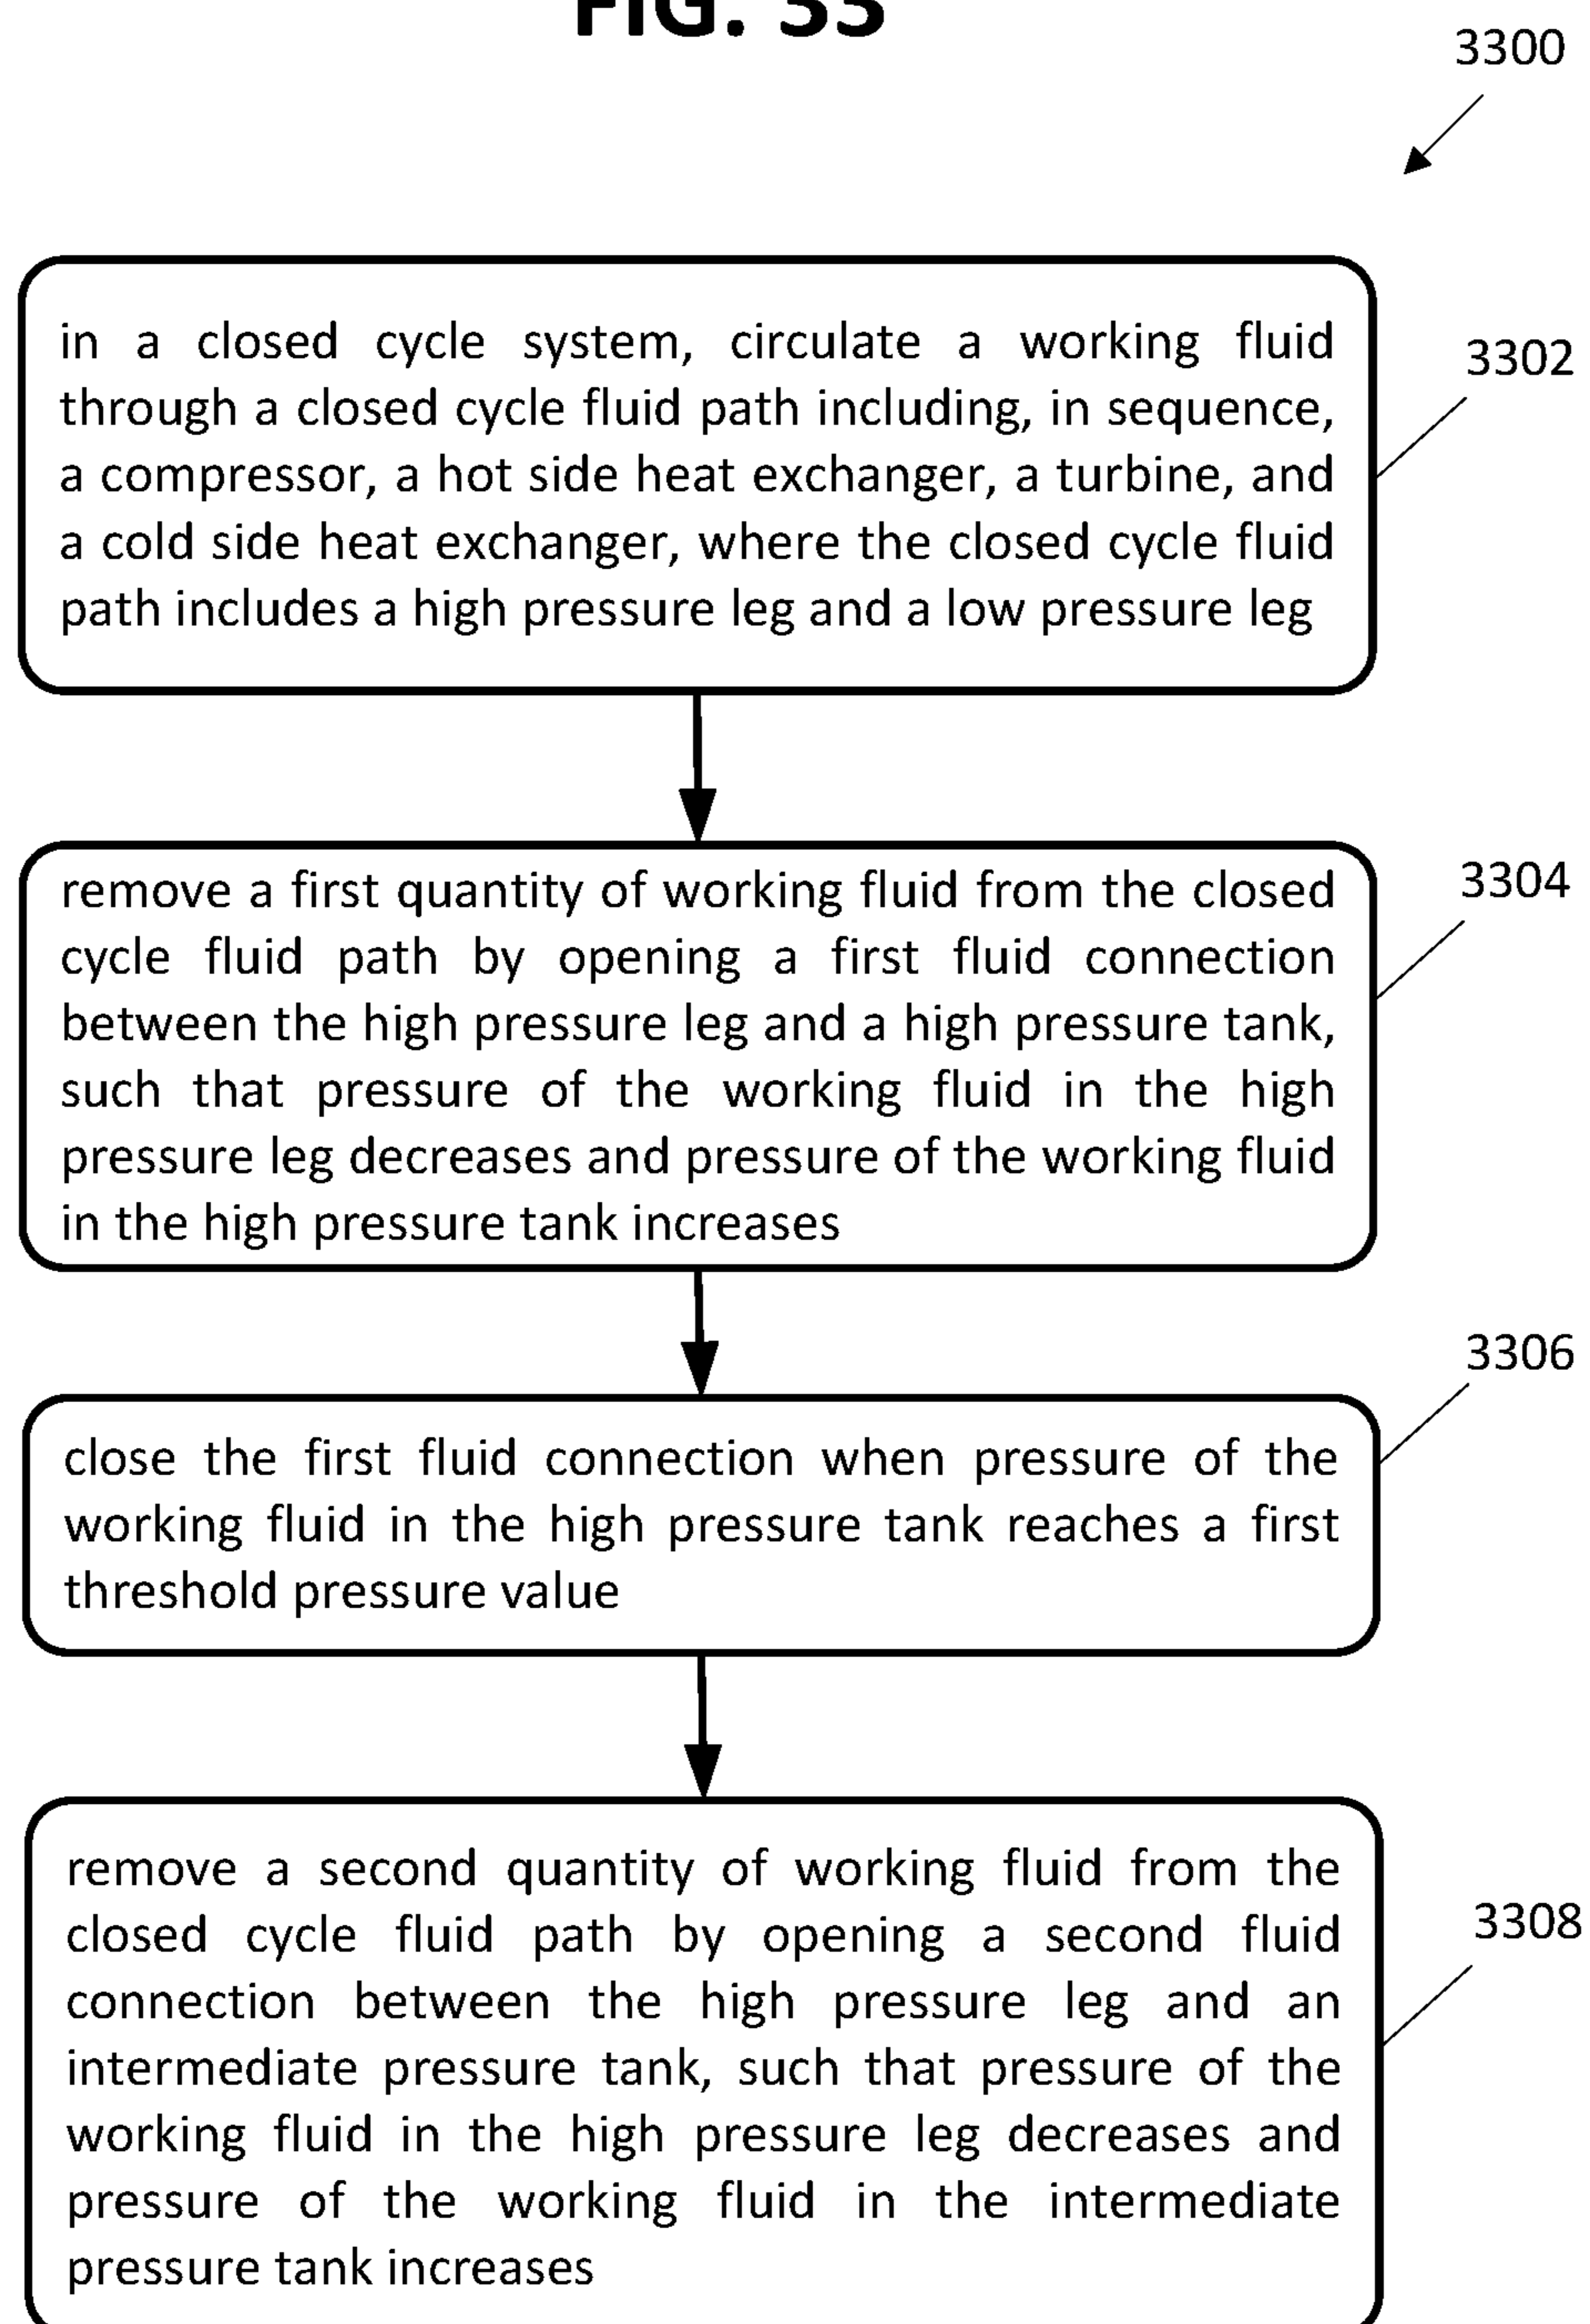 FIG. 33
3300
in a closed cycle system, circulate a working fluid
through a closed cycle fluid path including, in sequence,
a compressor, a hot side heat exchanger, a turbine, and
a cold side heat exchanger, where the closed cycle fluid
path includes a high pressure leg and a low pressure leg
3302
remove a first quantity of working fluid from the closed
cycle fluid path by opening a first fluid connection
between the high pressure leg and a high pressure tank,
such that pressure of the working fluid in the high
pressure leg decreases and pressure of the working fluid
in the high pressure tank increases
3304
close the first fluid connection when pressure of the
working fluid in the high pressure tank reaches a first
threshold pressure value
3306
remove a second quantity of working fluid from the
closed cycle fluid path by opening a second fluid
connection between the high pressure leg and an
intermediate pressure tank, such that pressure of the
working fluid in the high pressure leg decreases and
pressure of the working fluid in the intermediate
pressure tank increases
3308